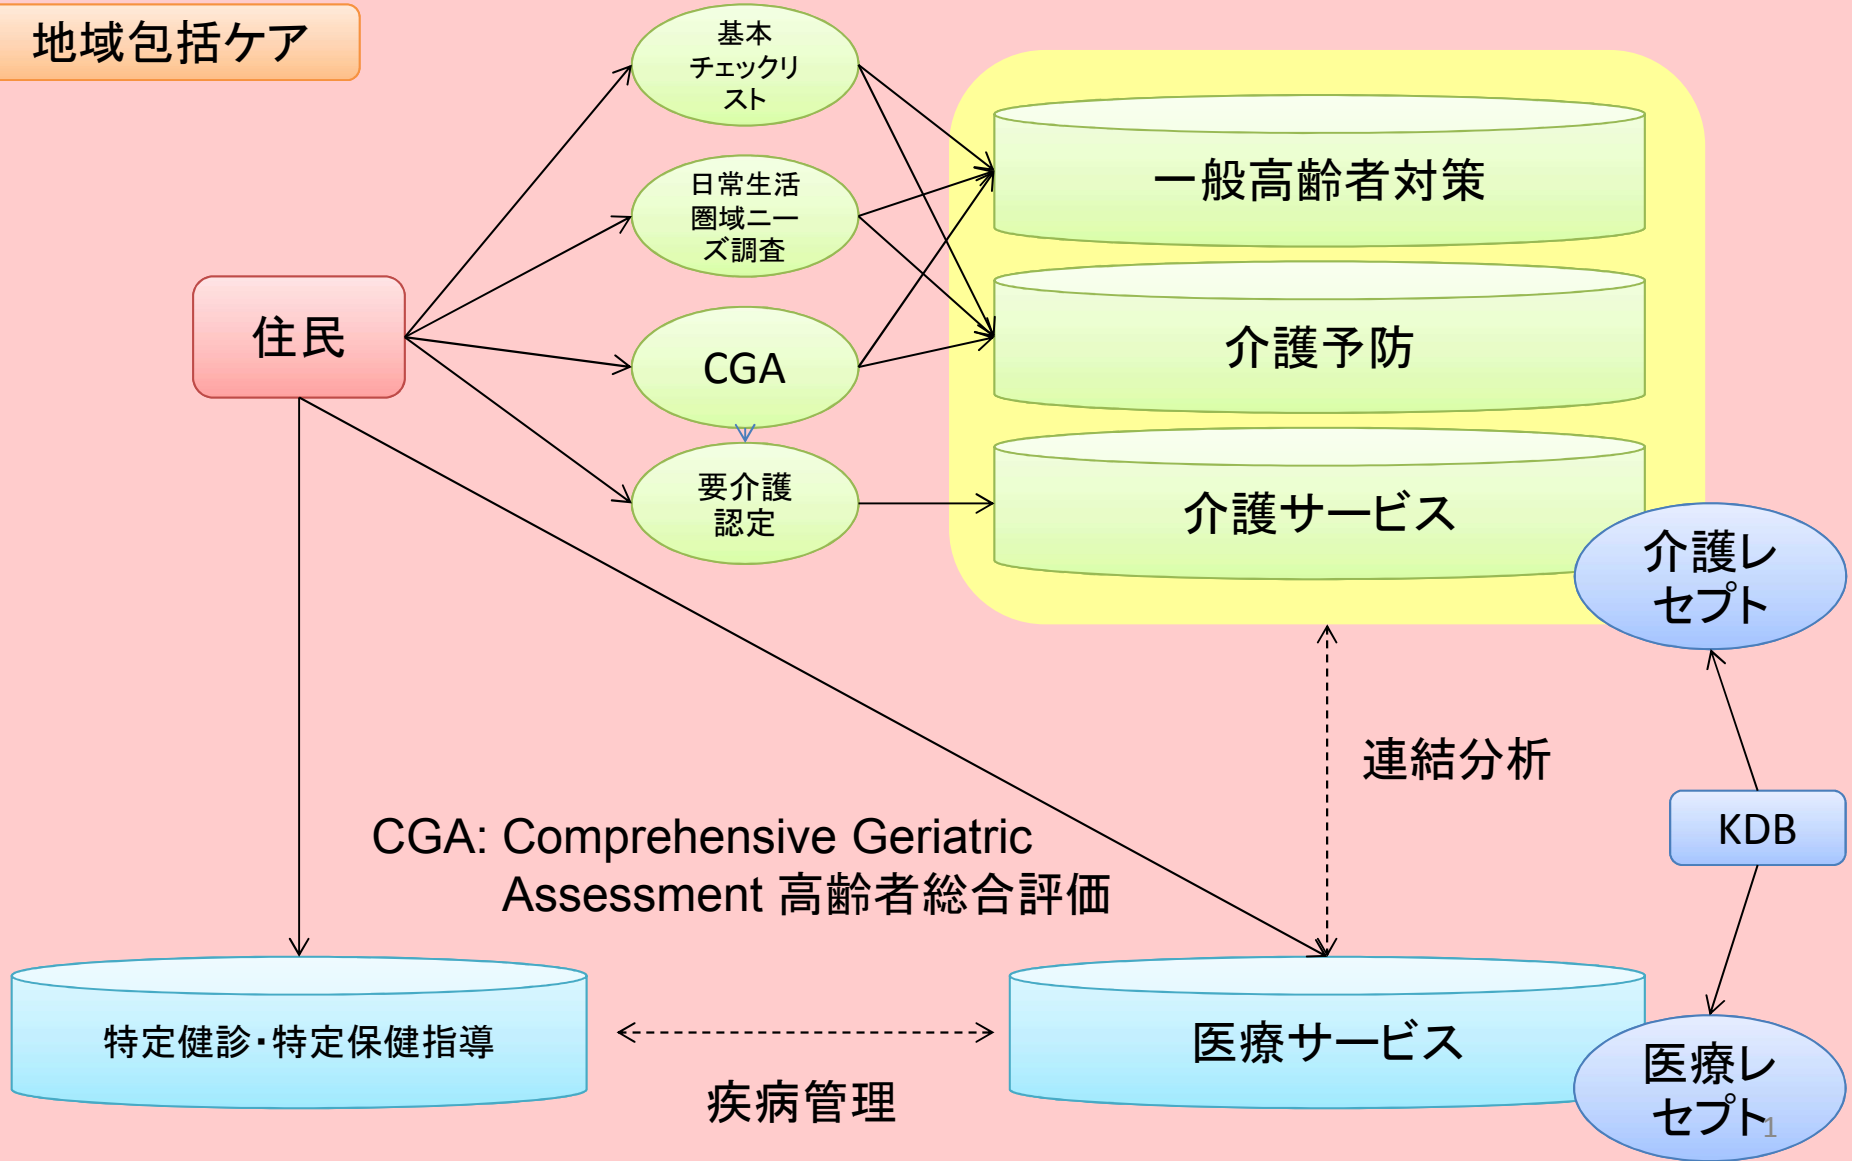 地域包括ケア
基本
チェックリ
スト
日常生活
圏域ニー
ズ調査
CGA
要介護
認定
住民
一般高齢者対策
介護予防
介護サービス
介護レ
セプト
連結分析
KDB
CGA: Comprehensive Geriatric
Assessment 高齢者総合評価
特定健診・特定保健指導
疾病管理
医療サービス
医療レ
セプト
1